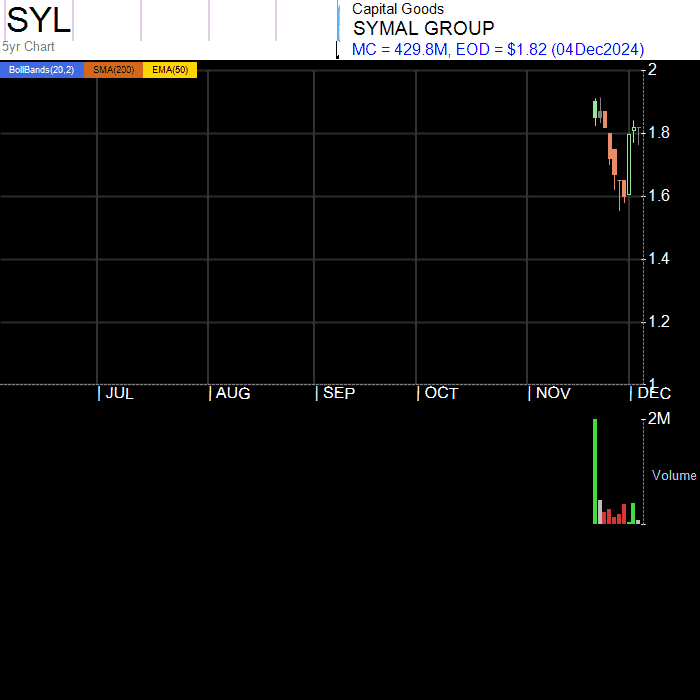 SYL
5yr Chart
Capital Goods
SYMAL GROUP
MC = 429.8M, EOD = $1.82 (04Dec2024)
BollBands(20,2) SMA(200) EMA(50)
2
1.8
1.6
1.4
1.2
1
| JUL | AUG | SEP | OCT | NOV | DEC
2M
Volume